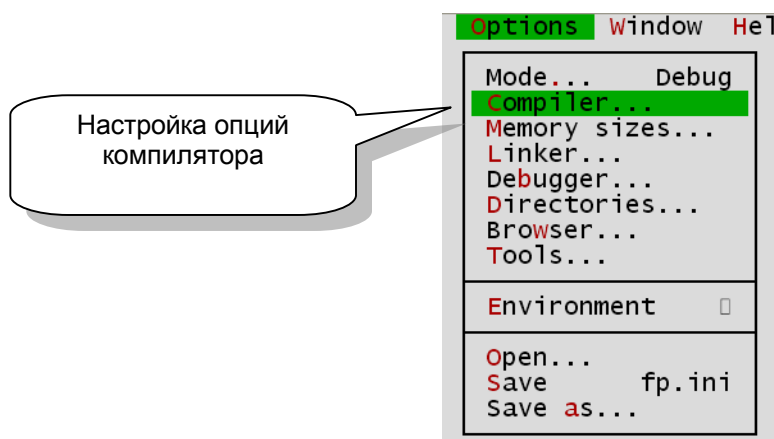 Options Window Hel
Настройка опций
компилятора
Mode... Debug
Compiler...
Memory sizes...
Linker...
Debugger...
Directories...
Browser...
Tools...
Environment
Open...
Save fp.ini
Save as...